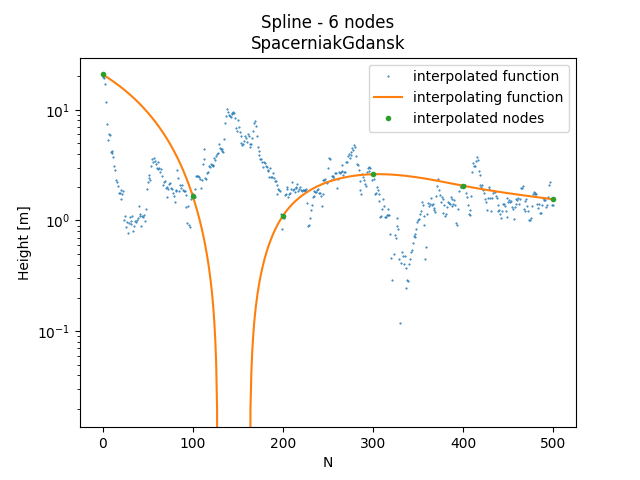 Spline - 6 nodes
SpacerniakGdansk
interpolated function
interpolating function
interpolated nodes
Height [m]
10¹
10⁰
10⁻¹
0 100 200 300 400 500
N